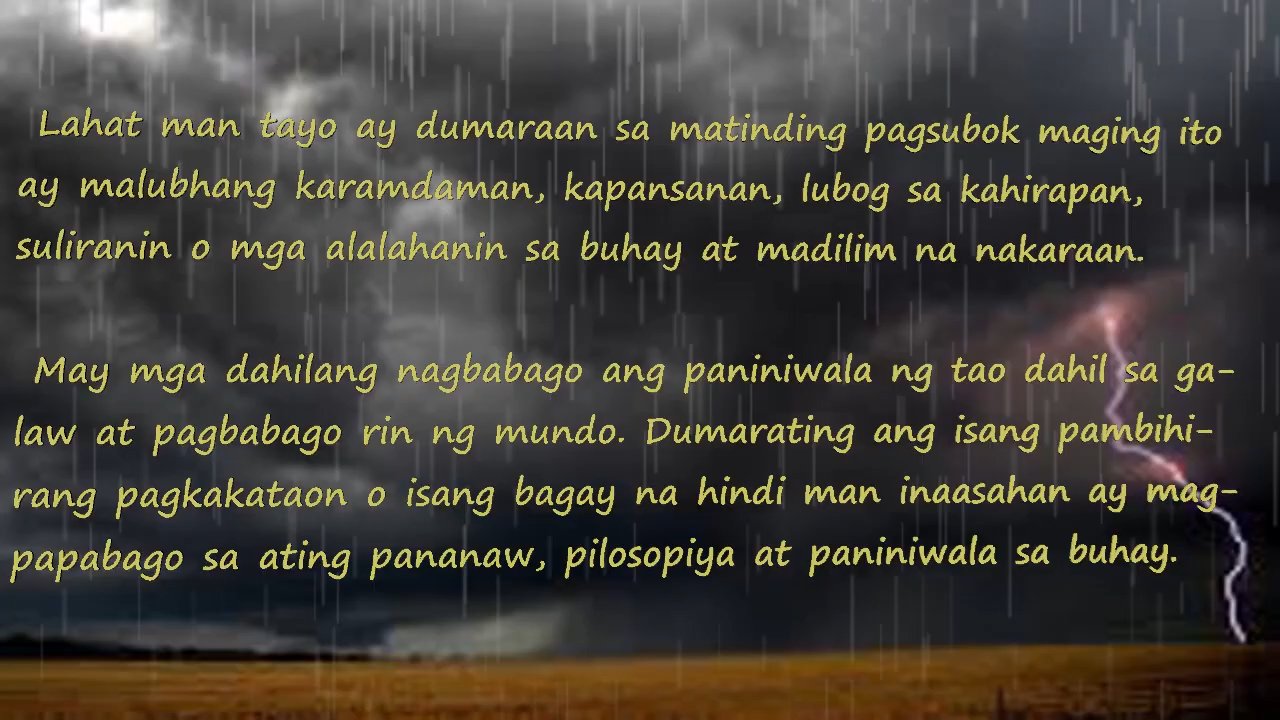 Lahat man tayo ay dumaraan sa matinding pagsubok maging ito
ay malubhang karamdaman, kapansanan, lubog sa kahirapan,
suliranin o mga alalahanin sa buhay at madilim na nakaraan.
May mga dahilang nagbabago ang paniniwala ng tao dahil sa ga-
law at pagbabago rin ng mundo. Dumarating ang isang pambihi-
rang pagkakataon o isang bagay na hindi man inaasahan ay mag-
papabago sa ating pananaw, pilosopiya at paniniwala sa buhay.